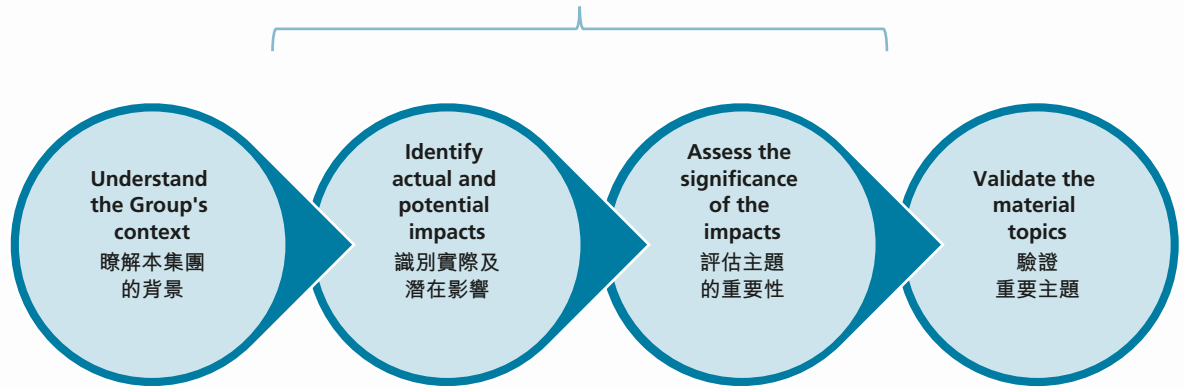 Understand
the Group's
context
瞭解本集團
的背景
Identify
actual and
potential
impacts
識別實際及
潛在影響
Assess the
significance
of the
impacts
評估主題
的重要性
Validate the
material
topics
驗證
重要主題